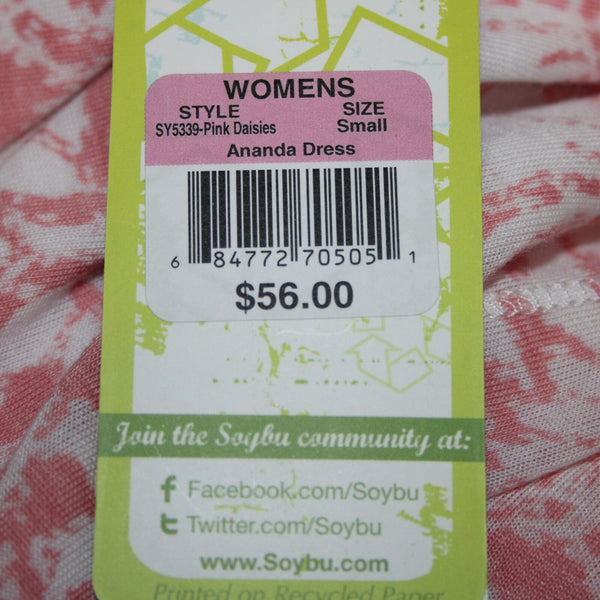 WOMENS
STYLE SIZE
SY5339-Pink Daisies Small
Ananda Dress
6 84772 70505 1
$56.00
Join the Soybu community at:
f Facebook.com/Soybu
t Twitter.com/Soybu
www.Soybu.com
Printed on Recycled Paper